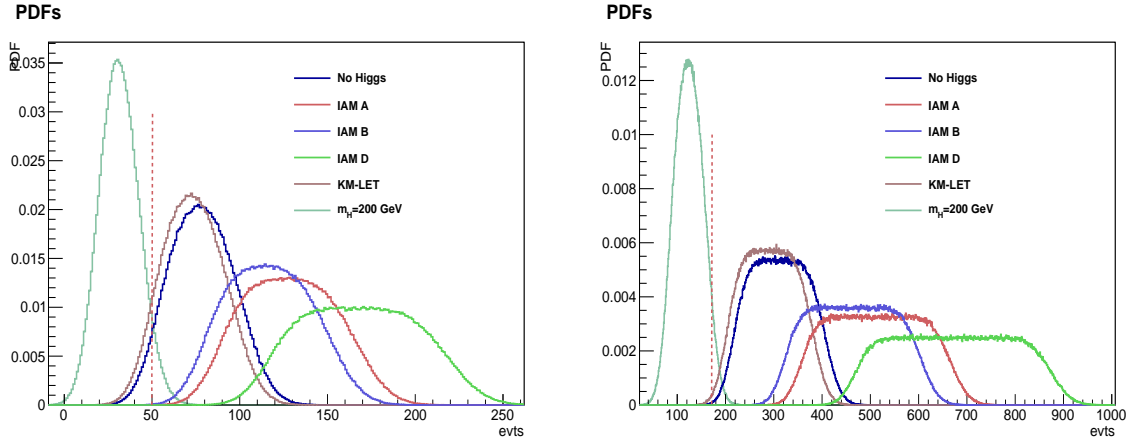 PDFs
PDF
0.035
0.03
0.025
0.02
0.015
0.01
0.005
0
0 50 100 150 200 250
evts
No Higgs
IAM A
IAM B
IAM D
KM-LET
m_H=200 GeV
PDFs
PDF
0.012
0.01
0.008
0.006
0.004
0.002
0
100 200 300 400 500 600 700 800 900 1000
evts
No Higgs
IAM A
IAM B
IAM D
KM-LET
m_H=200 GeV